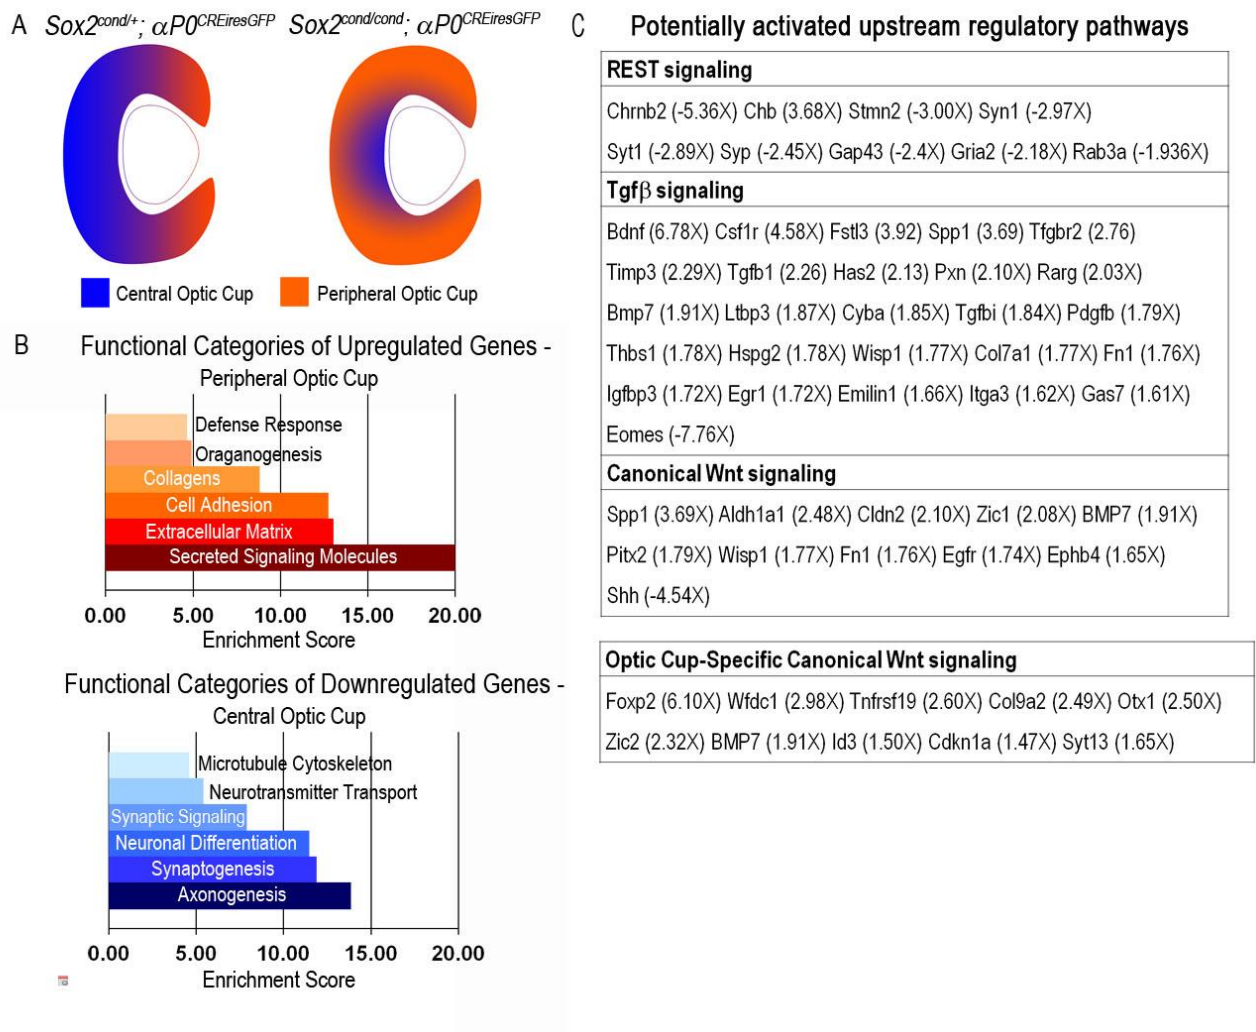 A Sox2cond/+; αP0CREiresGFP Sox2cond/cond; αP0CREiresGFP
Central Optic Cup Peripheral Optic Cup
B Functional Categories of Upregulated Genes -
Peripheral Optic Cup
Defense Response
Oraganogenesis
Collagens
Cell Adhesion
Extracellular Matrix
Secreted Signaling Molecules
0.00 5.00 10.00 15.00 20.00
Enrichment Score
Functional Categories of Downregulated Genes -
Central Optic Cup
Microtubule Cytoskeleton
Neurotransmitter Transport
Synaptic Signaling
Neuronal Differentiation
Synaptogenesis
Axonogenesis
0.00 5.00 10.00 15.00 20.00
Enrichment Score
C Potentially activated upstream regulatory pathways
REST signaling
Chrnb2 (-5.36X) Chb (3.68X) Stmn2 (-3.00X) Syn1 (-2.97X)
Syt1 (-2.89X) Syp (-2.45X) Gap43 (-2.4X) Gria2 (-2.18X) Rab3a (-1.936X)
Tgfβ signaling
Bdnf (6.78X) Csf1r (4.58X) Fstl3 (3.92) Spp1 (3.69) Tfgbr2 (2.76)
Timp3 (2.29X) Tgfb1 (2.26) Has2 (2.13) Pxn (2.10X) Rarg (2.03X)
Bmp7 (1.91X) Ltbp3 (1.87X) Cyba (1.85X) Tgfbi (1.84X) Pdgfb (1.79X)
Thbs1 (1.78X) Hspg2 (1.78X) Wisp1 (1.77X) Col7a1 (1.77X) Fn1 (1.76X)
Igfbp3 (1.72X) Egr1 (1.72X) Emilin1 (1.66X) Itga3 (1.62X) Gas7 (1.61X)
Eomes (-7.76X)
Canonical Wnt signaling
Spp1 (3.69X) Aldh1a1 (2.48X) Cldn2 (2.10X) Zic1 (2.08X) BMP7 (1.91X)
Pitx2 (1.79X) Wisp1 (1.77X) Fn1 (1.76X) Egfr (1.74X) Ephb4 (1.65X)
Shh (-4.54X)
Optic Cup-Specific Canonical Wnt signaling
Foxp2 (6.10X) Wfdc1 (2.98X) Tnfrsf19 (2.60X) Col9a2 (2.49X) Otx1 (2.50X)
Zic2 (2.32X) BMP7 (1.91X) Id3 (1.50X) Cdkn1a (1.47X) Syt13 (1.65X)